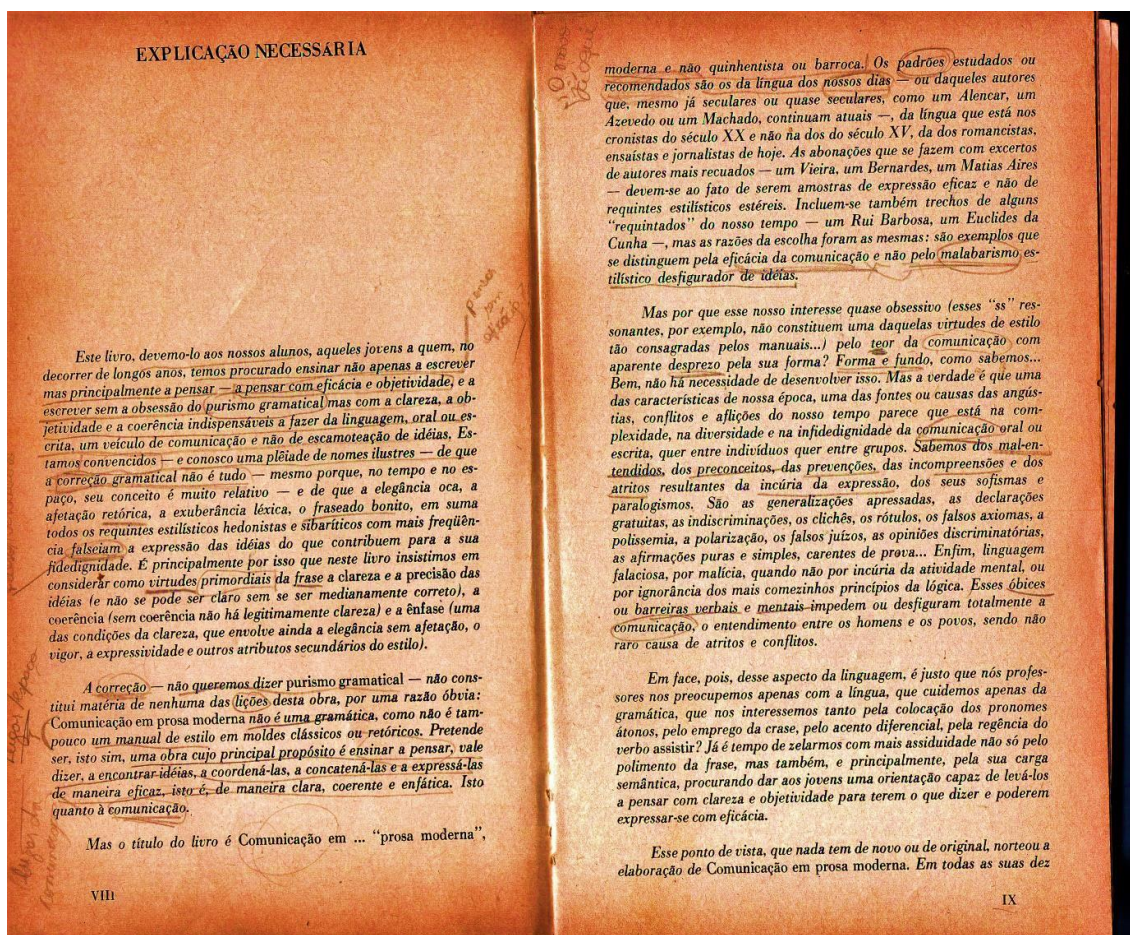 EXPLICAÇÃO NECESSÁRIA
Este livro, devemo-lo aos nossos alunos, aqueles jovens a quem, no
decorrer de longos anos, temos procurado ensinar não apenas a escrever
mas principalmente a pensar — a pensar com eficácia e objetividade, e a
escrever sem a obsessão do purismo gramatical mas com a clareza, a ob-
jetividade e a coerência indispensáveis a fazer da linguagem, oral ou es-
crita, um veículo de comunicação e não de escamoteação de idéias, Es-
tamos convencidos — e conosco uma plêiade de nomes ilustres — de que
a correção gramatical não é tudo — mesmo porque, no tempo e no es-
paço, seu conceito é muito relativo — e de que a elegância oca, a
afetação retórica, a exuberância léxica, o fraseado bonito, em suma
todos os requintes estilísticos hedonistas e sibaríticos com mais freqüên-
cia falseiam a expressão das idéias do que contribuem para a sua
fidedignidade. É principalmente por isso que neste livro insistimos em
considerar como virtudes primordiais da frase a clareza e a precisão das
idéias (e não se pode ser claro sem se ser medianamente correto), a
coerência (sem coerência não há legitimamente clareza) e a ênfase (uma
das condições da clareza, que envolve ainda a elegância sem afetação, o
vigor, a expressividade e outros atributos secundários do estilo).
A correção — não queremos dizer purismo gramatical — não cons-
titui matéria de nenhuma das lições desta obra, por uma razão óbvia:
Comunicação em prosa moderna não é uma gramática, como não é tam-
pouco um manual de estilo em moldes clássicos ou retóricos. Pretende
ser, isto sim, uma obra cujo principal propósito é ensinar a pensar, vale
dizer, a encontrar idéias, a coordená-las, a concatená-las e a expressá-las
de maneira eficaz, isto é, de maneira clara, coerente e enfática. Isto
quanto à comunicação.
Mas o título do livro é Comunicação em ... “prosa moderna”,
VIII
moderna e não quinhentista ou barroca. Os padrões estudados ou
recomendados são os da língua dos nossos dias — ou daqueles autores
que, mesmo já seculares ou quase seculares, como um Alencar, um
Azevedo ou um Machado, continuam atuais —, da língua que está nos
cronistas do século XX e não na dos do século XV, da dos romancistas,
ensaístas e jornalistas de hoje. As abonações que se fazem com excertos
de autores mais recuados — um Vieira, um Bernardes, um Matias Aires
— devem-se ao fato de serem amostras de expressão eficaz e não de
requintes estilísticos estéreis. Incluem-se também trechos de alguns
“requintados” do nosso tempo — um Rui Barbosa, um Euclides da
Cunha —, mas as razões da escolha foram as mesmas: são exemplos que
se distinguem pela eficácia da comunicação e não pelo malabarismo es-
tilístico desfigurador de idéias.
Mas por que esse nosso interesse quase obsessivo (esses “ss” res-
sonantes, por exemplo, não constituem uma daquelas virtudes de estilo
tão consagradas pelos manuais...) pelo teor da comunicação com
aparente desprezo pela sua forma? Forma e fundo, como sabemos...
Bem, não há necessidade de desenvolver isso. Mas a verdade é que uma
das características de nossa época, uma das fontes ou causas das angús-
tias, conflitos e aflições do nosso tempo parece que está na com-
plexidade, na diversidade e na infidedignidade da comunicação oral ou
escrita, quer entre indivíduos quer entre grupos. Sabemos dos mal-en-
tendidos, dos preconceitos, das prevenções, das incompreensões e dos
atritos resultantes da incúria da expressão, dos seus sofismas e
paralogismos. São as generalizações apressadas, as declarações
gratuitas, as indiscriminações, os clichês, os rótulos, os falsos axiomas, a
polissemia, a polarização, os falsos juízos, as opiniões discriminatórias,
as afirmações puras e simples, carentes de prova... Enfim, linguagem
falaciosa, por malícia, quando não por incúria da atividade mental, ou
por ignorância dos mais comezinhos princípios da lógica. Esses óbices
ou barreiras verbais e mentais impedem ou desfiguram totalmente a
comunicação, o entendimento entre os homens e os povos, sendo não
raro causa de atritos e conflitos.
Em face, pois, desse aspecto da linguagem, é justo que nós profes-
sores nos preocupemos apenas com a língua, que cuidemos apenas da
gramática, que nos interessemos tanto pela colocação dos pronomes
átonos, pelo emprego da crase, pelo acento diferencial, pela regência do
verbo assistir? Já é tempo de zelarmos com mais assiduidade não só pelo
polimento da frase, mas também, e principalmente, pela sua carga
semântica, procurando dar aos jovens uma orientação capaz de levá-los
a pensar com clareza e objetividade para terem o que dizer e poderem
expressar-se com eficácia.
Esse ponto de vista, que nada tem de novo ou de original, norteou a
elaboração de Comunicação em prosa moderna. Em todas as suas dez
IX